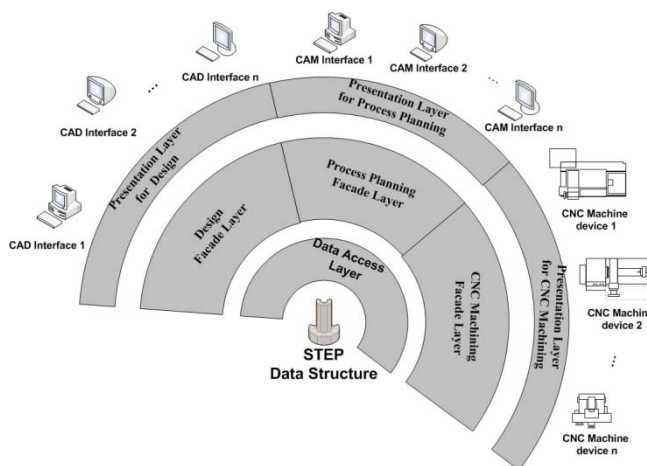 CAD Interface 1
CAD Interface 2
...
CAD Interface n
CAM Interface 1
CAM Interface 2
...
CAM Interface n
CNC Machine
device 1
CNC Machine
device 2
...
CNC Machine
device n
Presentation Layer
for Design
Presentation Layer
for Process Planning
Presentation Layer
for CNC Machining
Design
Facade Layer
Process Planning
Facade Layer
CNC Machining
Facade Layer
Data Access
Layer
STEP
Data Structure